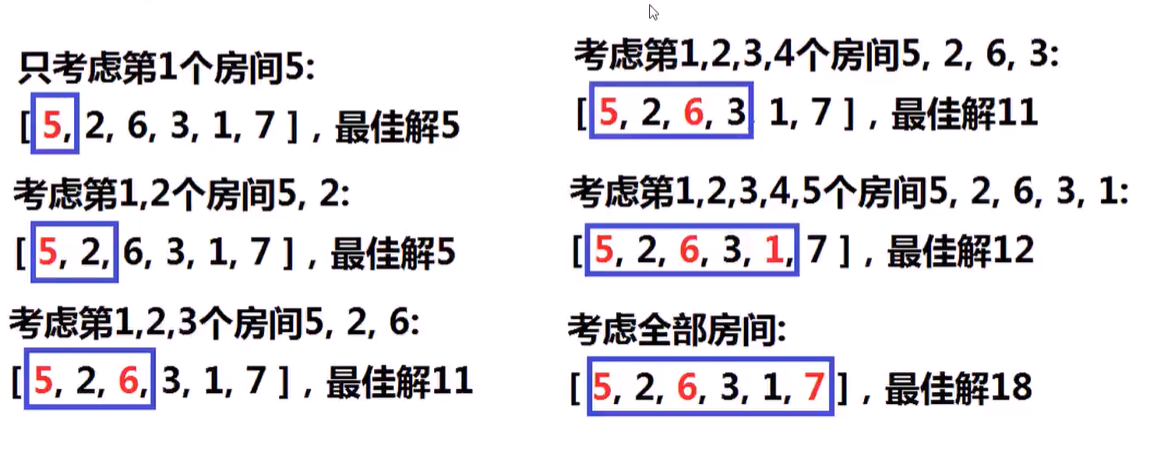 只考虑第1个房间5:
[ 5, 2, 6, 3, 1, 7 ]，最佳解5
考虑第1,2个房间5, 2:
[ 5, 2, 6, 3, 1, 7 ]，最佳解5
考虑第1,2,3个房间5, 2, 6:
[ 5, 2, 6, 3, 1, 7 ]，最佳解11
考虑第1,2,3,4个房间5, 2, 6, 3:
[ 5, 2, 6, 3 1, 7 ]，最佳解11
考虑第1,2,3,4,5个房间5, 2, 6, 3, 1:
[ 5, 2, 6, 3, 1, 7 ]，最佳解12
考虑全部房间:
[ 5, 2, 6, 3, 1, 7 ]，最佳解18